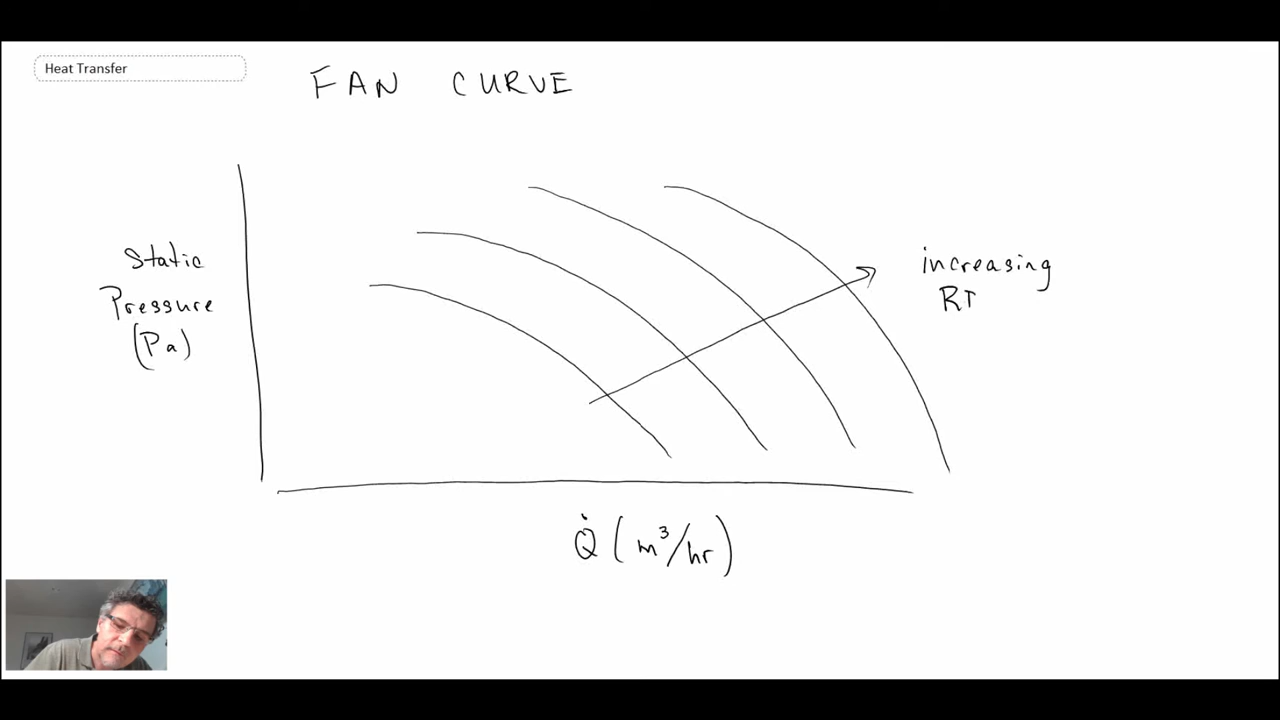 Heat Transfer
FAN CURVE
Static
Pressure
(Pa)
increasing
RT
Q̇ (m³/hr)